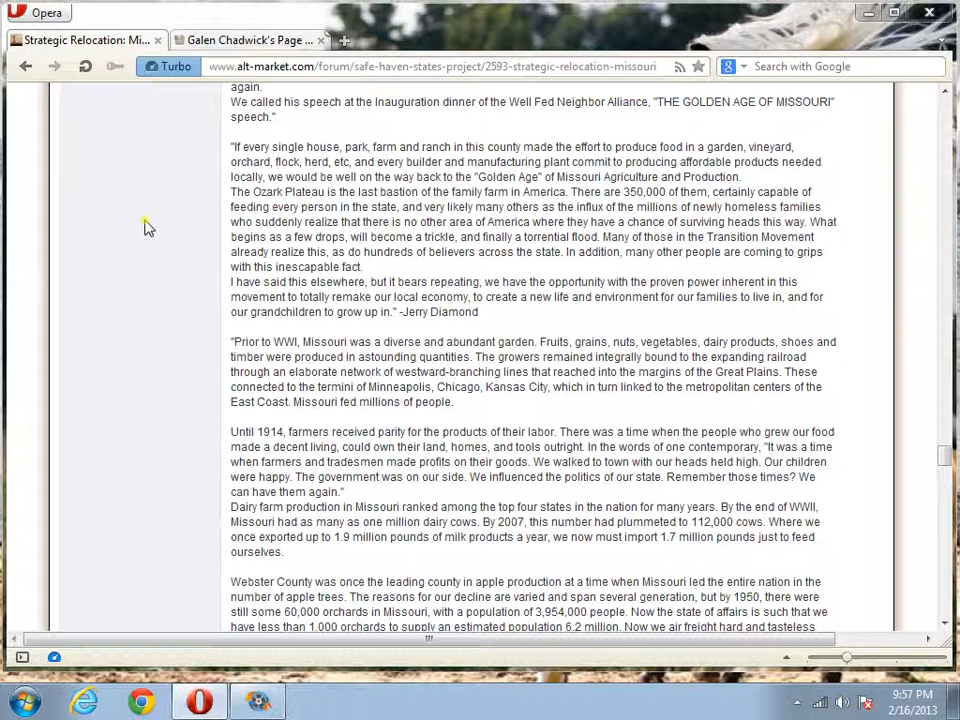 Opera
Strategic Relocation: Mi...
Galen Chadwick's Page ...
Turbo
www.alt-market.com/forum/safe-haven-states-project/2593-strategic-relocation-missouri
Search with Google
again.
We called his speech at the Inauguration dinner of the Well Fed Neighbor Alliance, "THE GOLDEN AGE OF MISSOURI"
speech."
"If every single house, park, farm and ranch in this county made the effort to produce food in a garden, vineyard,
orchard, flock, herd, etc, and every builder and manufacturing plant commit to producing affordable products needed
locally, we would be well on the way back to the "Golden Age" of Missouri Agriculture and Production.
The Ozark Plateau is the last bastion of the family farm in America. There are 350,000 of them, certainly capable of
feeding every person in the state, and very likely many others as the influx of the millions of newly homeless families
who suddenly realize that there is no other area of America where they have a chance of surviving heads this way. What
begins as a few drops, will become a trickle, and finally a torrential flood. Many of those in the Transition Movement
already realize this, as do hundreds of believers across the state. In addition, many other people are coming to grips
with this inescapable fact.
I have said this elsewhere, but it bears repeating, we have the opportunity with the proven power inherent in this
movement to totally remake our local economy, to create a new life and environment for our families to live in, and for
our grandchildren to grow up in." -Jerry Diamond
"Prior to WWI, Missouri was a diverse and abundant garden. Fruits, grains, nuts, vegetables, dairy products, shoes and
timber were produced in astounding quantities. The growers remained integrally bound to the expanding railroad
through an elaborate network of westward-branching lines that reached into the margins of the Great Plains. These
connected to the termini of Minneapolis, Chicago, Kansas City, which in turn linked to the metropolitan centers of the
East Coast. Missouri fed millions of people.
Until 1914, farmers received parity for the products of their labor. There was a time when the people who grew our food
made a decent living, could own their land, homes, and tools outright. In the words of one contemporary, "It was a time
when farmers and tradesmen made profits on their goods. We walked to town with our heads held high. Our children
were happy. The government was on our side. We influenced the politics of our state. Remember those times? We
can have them again."
Dairy farm production in Missouri ranked among the top four states in the nation for many years. By the end of WWII,
Missouri had as many as one million dairy cows. By 2007, this number had plummeted to 112,000 cows. Where we
once exported up to 1.9 million pounds of milk products a year, we now must import 1.7 million pounds just to feed
ourselves.
Webster County was once the leading county in apple production at a time when Missouri led the entire nation in the
number of apple trees. The reasons for our decline are varied and span several generation, but by 1950, there were
still some 60,000 orchards in Missouri, with a population of 3,954,000 people. Now the state of affairs is such that we
have less than 1,000 orchards to supply an estimated population 6.2 million. Now we air freight hard and tasteless
9:57 PM
2/16/2013